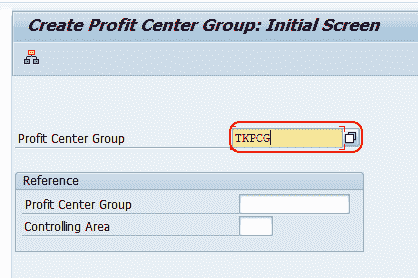 Create Profit Center Group: Initial Screen
Profit Center Group TKPCG
Reference
Profit Center Group
Controlling Area